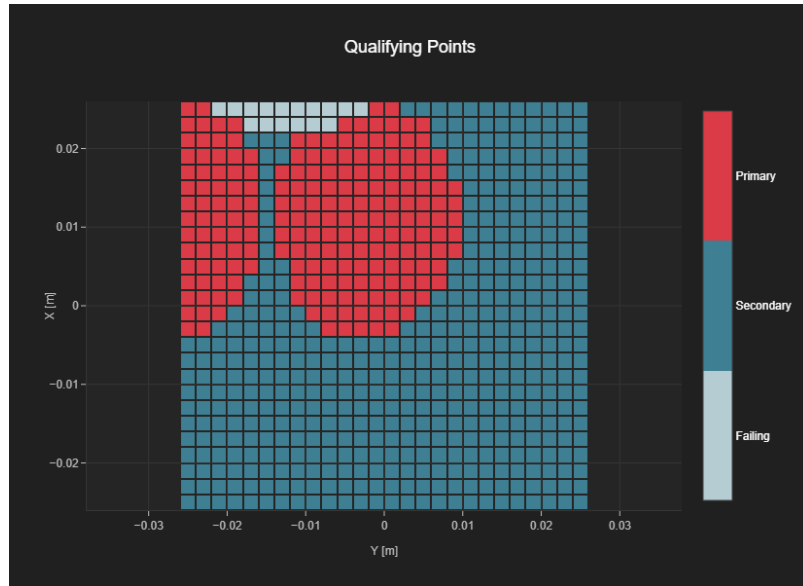 Qualifying Points
Primary
Secondary
Failing
X [m]
0.02
0.01
0
−0.01
−0.02
−0.03
−0.02
−0.01
0
0.01
0.02
0.03
Y [m]